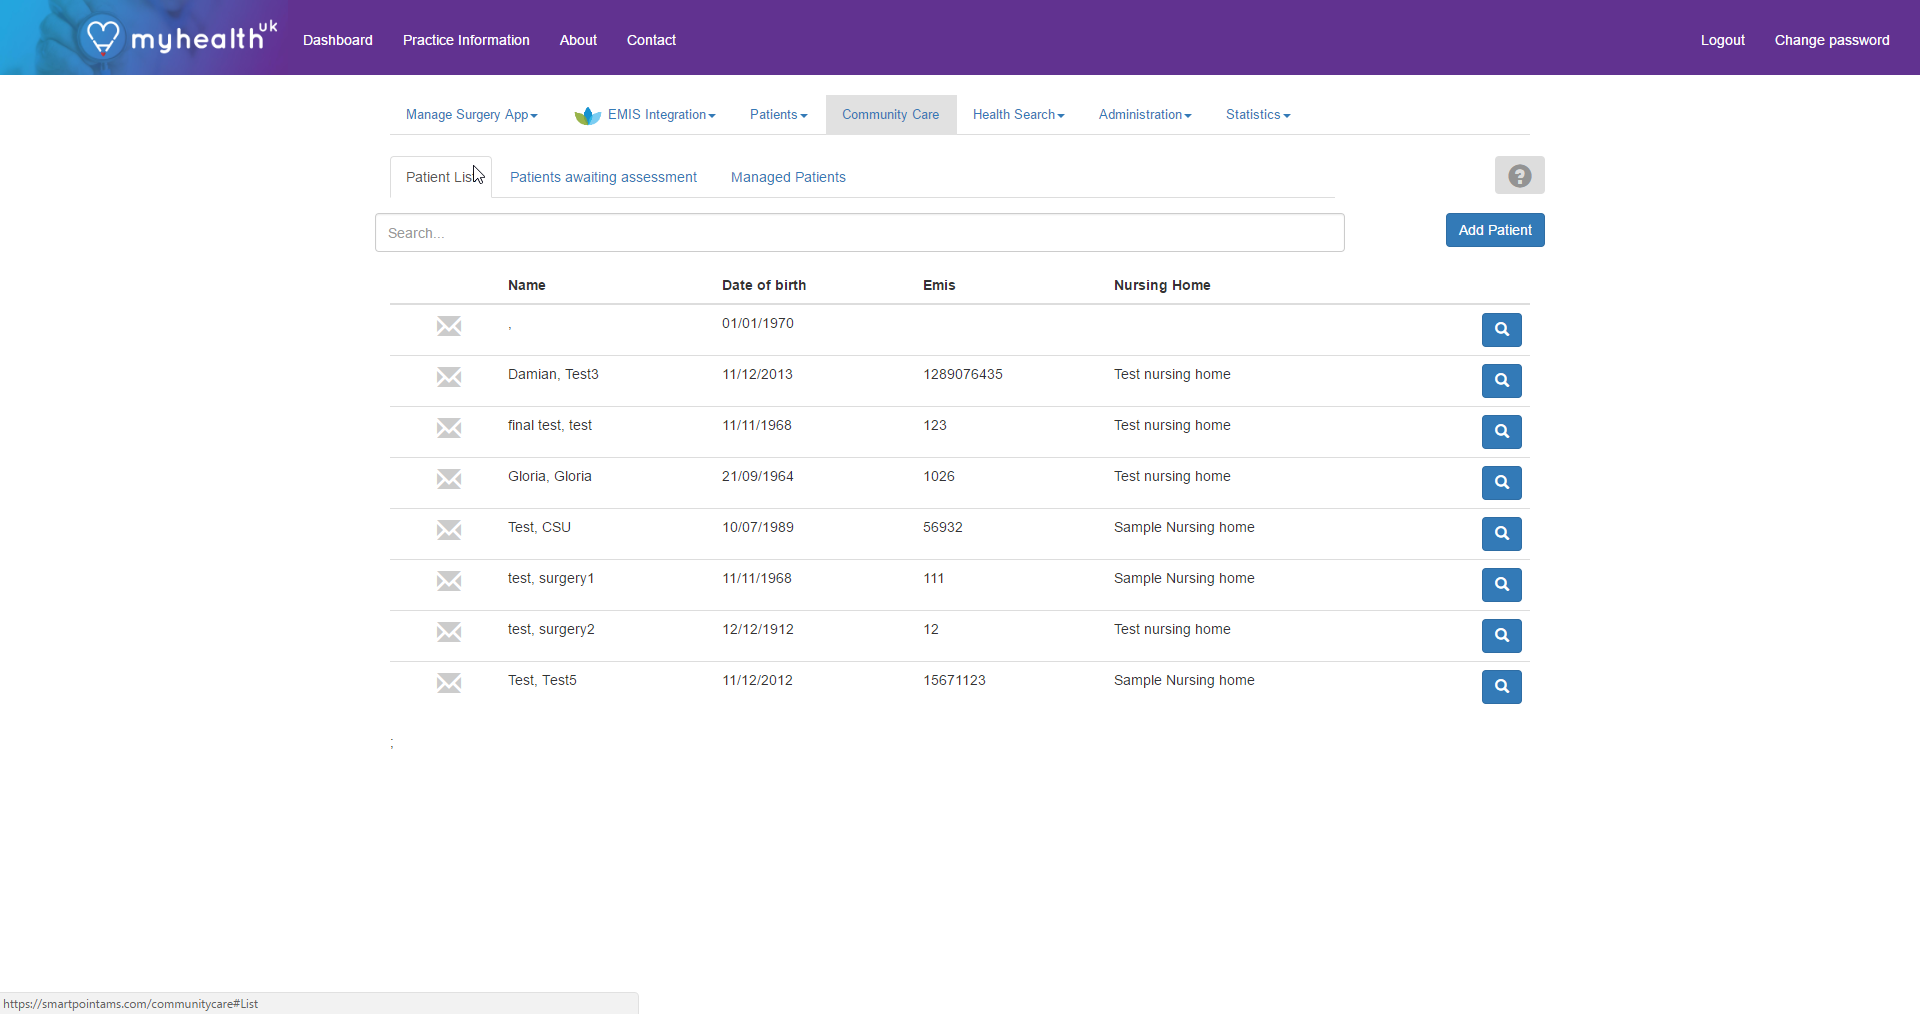 myhealth uk Dashboard Practice Information About Contact Logout Change password
Manage Surgery App EMIS Integration Patients Community Care Health Search Administration Statistics
Patient List Patients awaiting assessment Managed Patients ?
Search... Add Patient
Name Date of birth Emis Nursing Home
, 01/01/1970
Damian, Test3 11/12/2013 1289076435 Test nursing home
final test, test 11/11/1968 123 Test nursing home
Gloria, Gloria 21/09/1964 1026 Test nursing home
Test, CSU 10/07/1989 56932 Sample Nursing home
test, surgery1 11/11/1968 111 Sample Nursing home
test, surgery2 12/12/1912 12 Test nursing home
Test, Test5 11/12/2012 15671123 Sample Nursing home
;
https://smartpointams.com/communitycare#List